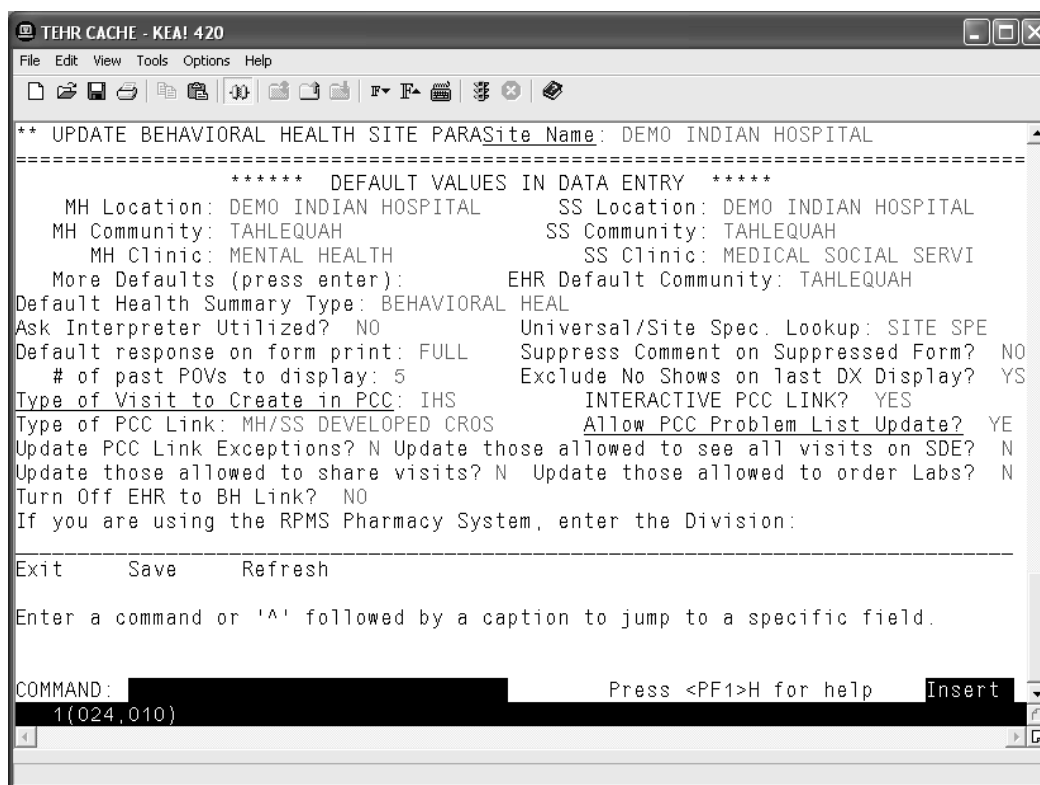 TEHR CACHE - KEA! 420
File Edit View Tools Options Help
** UPDATE BEHAVIORAL HEALTH SITE PARASite Name: DEMO INDIAN HOSPITAL
================================================================================
****** DEFAULT VALUES IN DATA ENTRY *****
MH Location: DEMO INDIAN HOSPITAL SS Location: DEMO INDIAN HOSPITAL
MH Community: TAHLEQUAH SS Community: TAHLEQUAH
MH Clinic: MENTAL HEALTH SS Clinic: MEDICAL SOCIAL SERVI
More Defaults (press enter): EHR Default Community: TAHLEQUAH
Default Health Summary Type: BEHAVIORAL HEAL
Ask Interpreter Utilized? NO Universal/Site Spec. Lookup: SITE SPE
Default response on form print: FULL Suppress Comment on Suppressed Form? NO
# of past POVs to display: 5 Exclude No Shows on last DX Display? YS
Type of Visit to Create in PCC: IHS INTERACTIVE PCC LINK? YES
Type of PCC Link: MH/SS DEVELOPED CROS Allow PCC Problem List Update? YE
Update PCC Link Exceptions? N Update those allowed to see all visits on SDE? N
Update those allowed to share visits? N Update those allowed to order Labs? N
Turn Off EHR to BH Link? NO
If you are using the RPMS Pharmacy System, enter the Division:
Exit Save Refresh
Enter a command or '^' followed by a caption to jump to a specific field.
COMMAND: Press <PF1>H for help Insert
1(024,010)